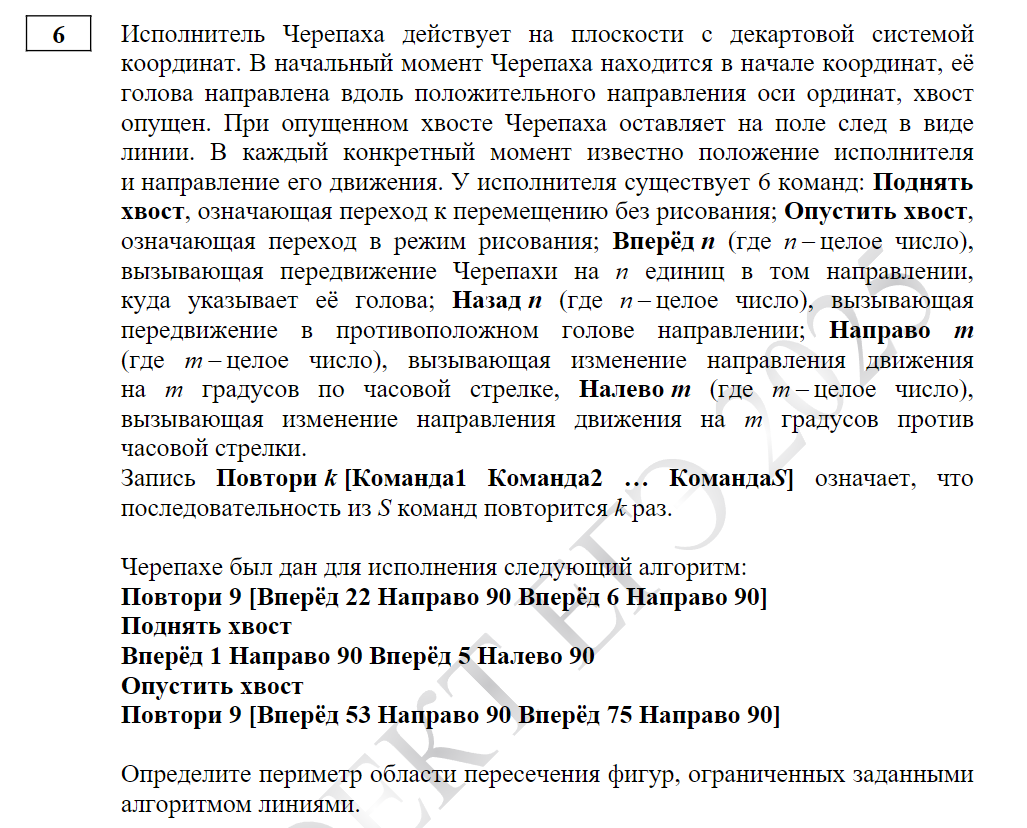 6
Исполнитель Черепаха действует на плоскости с декартовой системой
координат. В начальный момент Черепаха находится в начале координат, её
голова направлена вдоль положительного направления оси ординат, хвост
опущен. При опущенном хвосте Черепаха оставляет на поле след в виде
линии. В каждый конкретный момент известно положение исполнителя
и направление его движения. У исполнителя существует 6 команд: Поднять
хвост, означающая переход к перемещению без рисования; Опустить хвост,
означающая переход в режим рисования; Вперёд n (где n – целое число),
вызывающая передвижение Черепахи на n единиц в том направлении,
куда указывает её голова; Назад n (где n – целое число), вызывающая
передвижение в противоположном голове направлении; Направо m
(где m – целое число), вызывающая изменение направления движения
на m градусов по часовой стрелке, Налево m (где m – целое число),
вызывающая изменение направления движения на m градусов против
часовой стрелки.
Запись Повтори k [Команда1 Команда2 … КомандаS] означает, что
последовательность из S команд повторится k раз.
Черепахе был дан для исполнения следующий алгоритм:
Повтори 9 [Вперёд 22 Направо 90 Вперёд 6 Направо 90]
Поднять хвост
Вперёд 1 Направо 90 Вперёд 5 Налево 90
Опустить хвост
Повтори 9 [Вперёд 53 Направо 90 Вперёд 75 Направо 90]
Определите периметр области пересечения фигур, ограниченных заданными
алгоритмом линиями.
ЕКТ ЕГЭ 2025